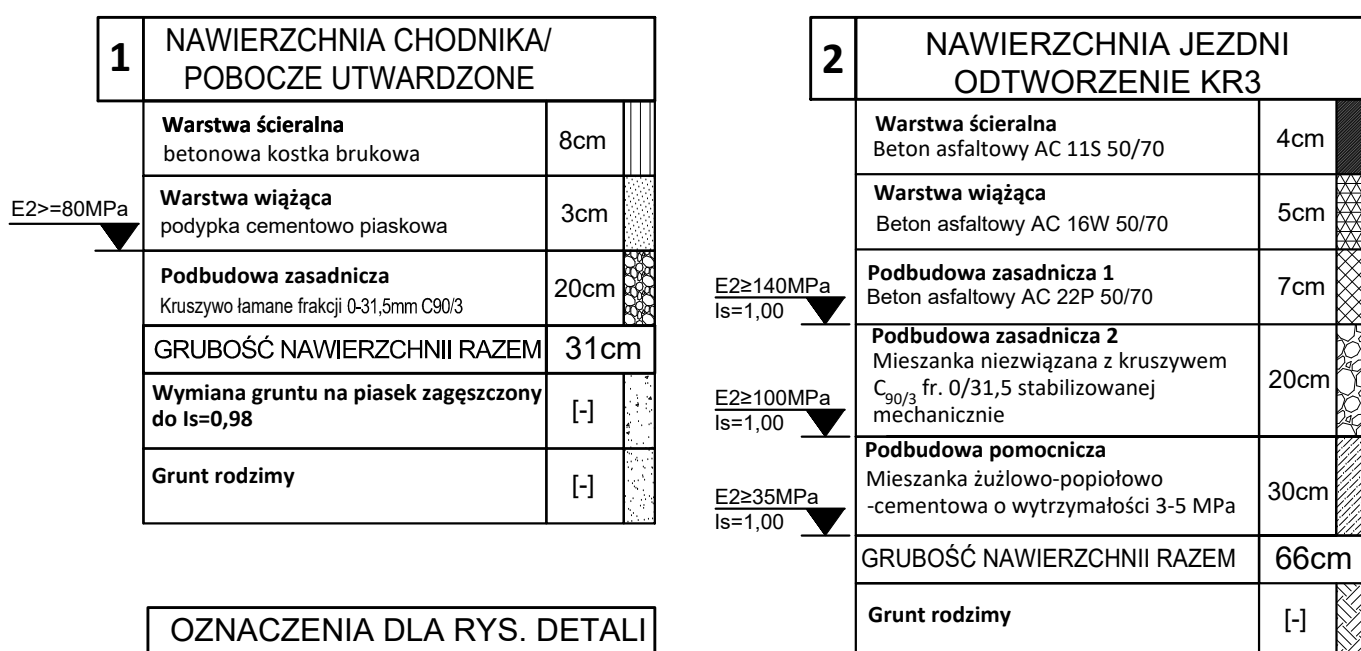 1
NAWIERZCHNIA CHODNIKA/
POBOCZE UTWARDZONE
Warstwa ścieralna
betonowa kostka brukowa
8cm
E2>=80MPa
Warstwa wiążąca
podypka cementowo piaskowa
3cm
Podbudowa zasadnicza
Kruszywo łamane frakcji 0-31,5mm C90/3
20cm
GRUBOŚĆ NAWIERZCHNII RAZEM
31cm
Wymiana gruntu na piasek zagęszczony
do Is=0,98
[-]
Grunt rodzimy
[-]
OZNACZENIA DLA RYS. DETALI
2
NAWIERZCHNIA JEZDNI
ODTWORZENIE KR3
Warstwa ścieralna
Beton asfaltowy AC 11S 50/70
4cm
Warstwa wiążąca
Beton asfaltowy AC 16W 50/70
5cm
Podbudowa zasadnicza 1
Beton asfaltowy AC 22P 50/70
7cm
E2≥140MPa
Is=1,00
Podbudowa zasadnicza 2
Mieszanka niezwiązana z kruszywem
C90/3 fr. 0/31,5 stabilizowanej
mechanicznie
20cm
E2≥100MPa
Is=1,00
Podbudowa pomocnicza
Mieszanka żużlowo-popiołowo
-cementowa o wytrzymałości 3-5 MPa
30cm
E2≥35MPa
Is=1,00
GRUBOŚĆ NAWIERZCHNII RAZEM
66cm
Grunt rodzimy
[-]